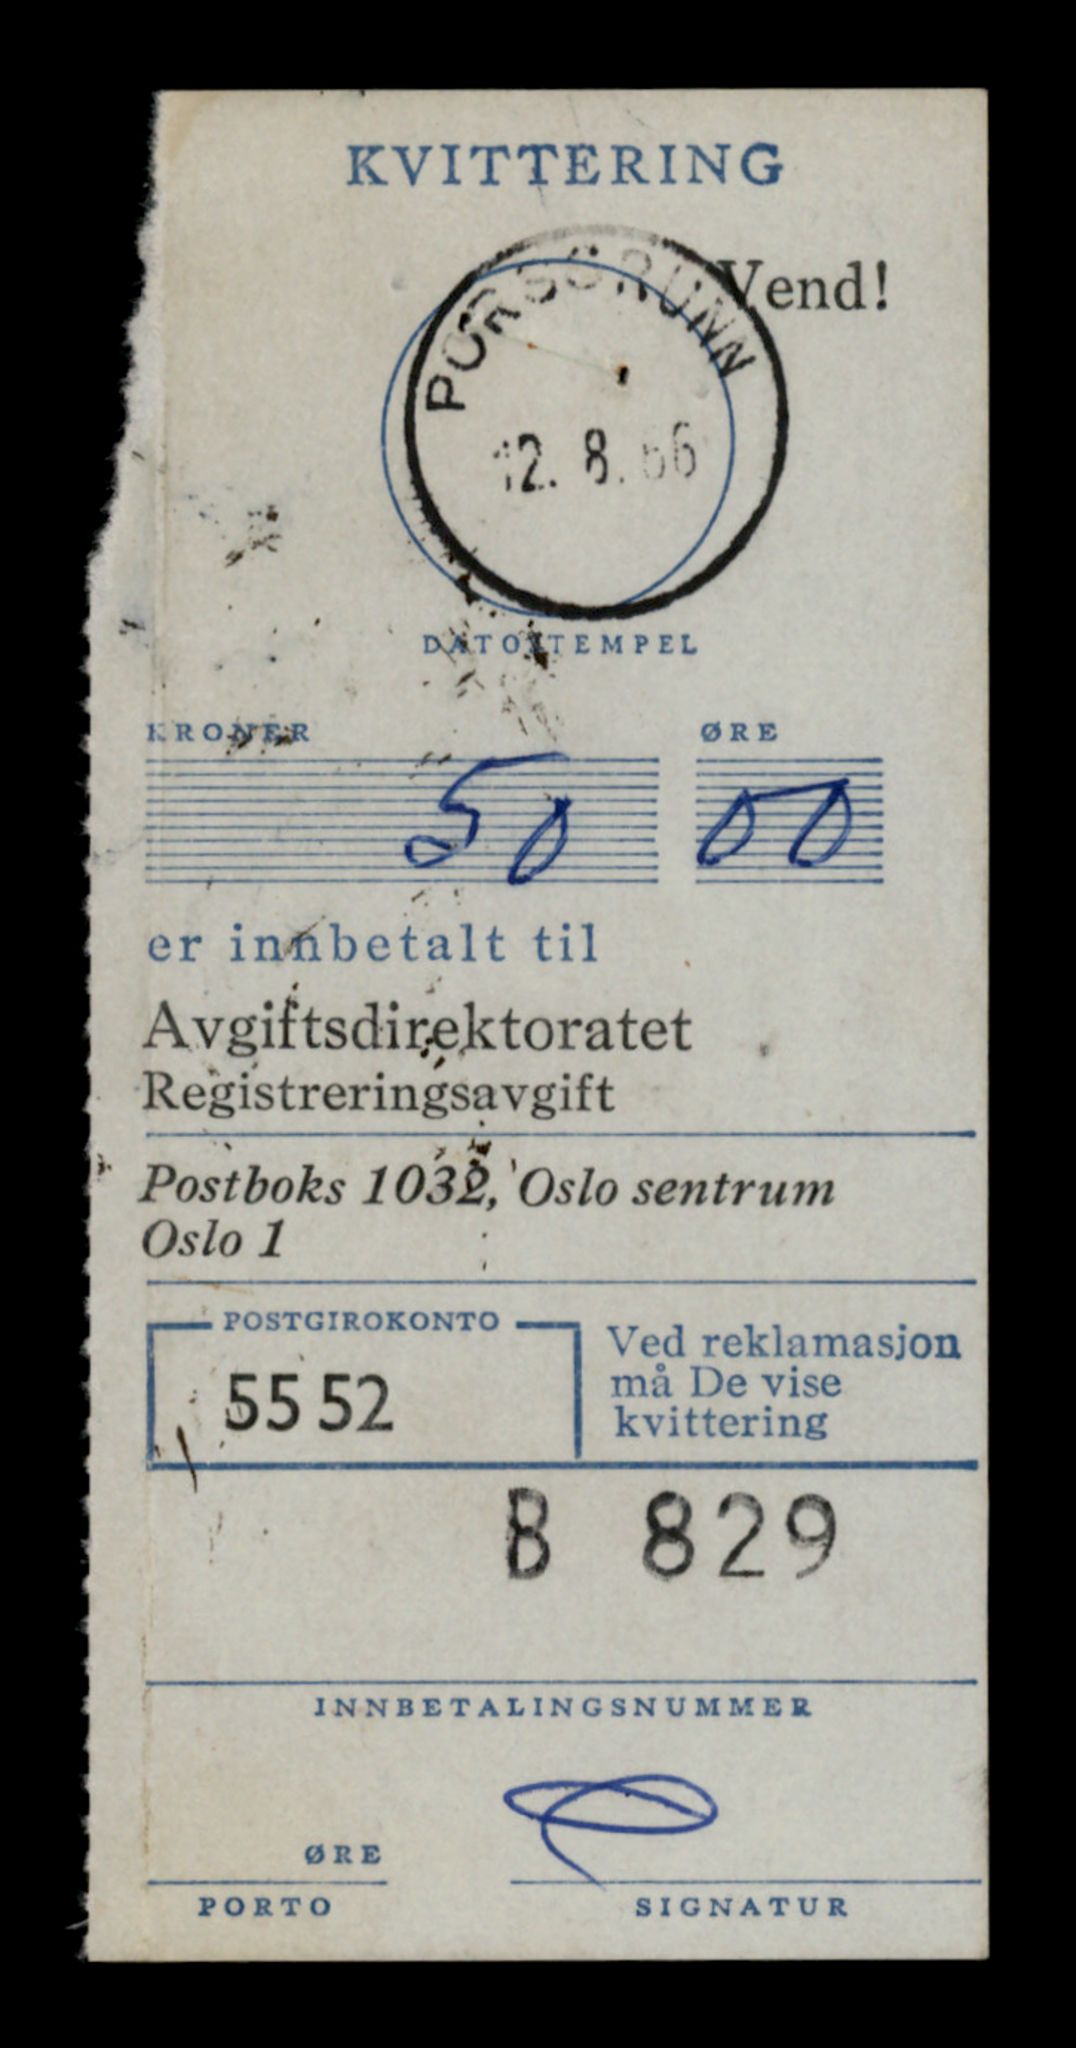 KVITTERING
Vend!
PORSGRUNN
12. 8. 66
DATOSTEMPEL
KRONER ØRE
50 00
er innbetalt til
Avgiftsdirektoratet
Registreringsavgift
Postboks 1032, Oslo sentrum
Oslo 1
POSTGIROKONTO
55 52
Ved reklamasjon
må De vise
kvittering
B 829
INNBETALINGSNUMMER
ØRE
PORTO SIGNATUR